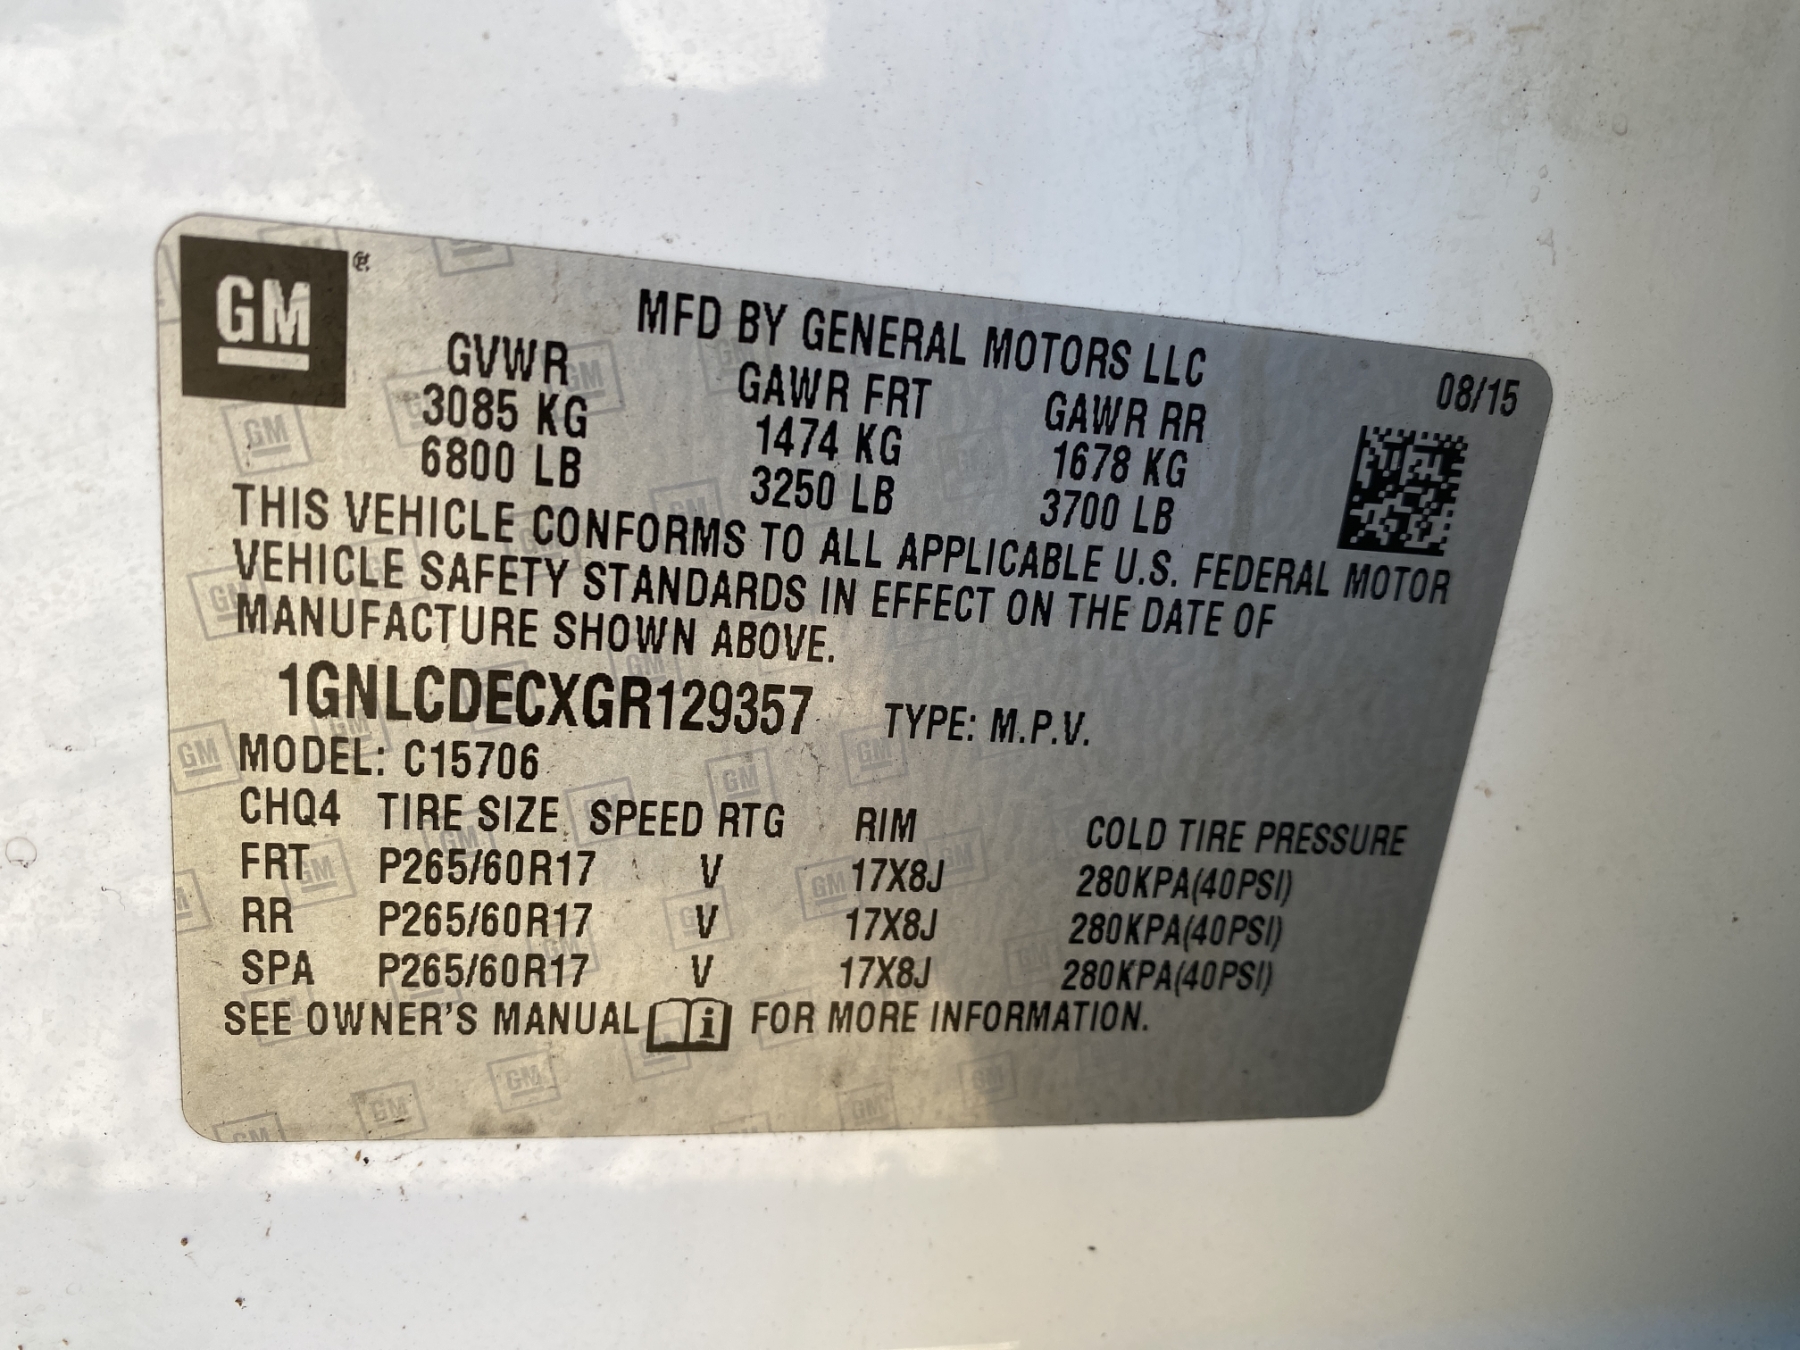 GM ®
MFD BY GENERAL MOTORS LLC
08/15
GVWR GAWR FRT GAWR RR
3085 KG 1474 KG 1678 KG
6800 LB 3250 LB 3700 LB
THIS VEHICLE CONFORMS TO ALL APPLICABLE U.S. FEDERAL MOTOR
VEHICLE SAFETY STANDARDS IN EFFECT ON THE DATE OF
MANUFACTURE SHOWN ABOVE.
1GNLCDECXGR129357 TYPE: M.P.V.
MODEL: C15706
CHQ4 TIRE SIZE SPEED RTG RIM COLD TIRE PRESSURE
FRT P265/60R17 V 17X8J 280KPA(40PSI)
RR P265/60R17 V 17X8J 280KPA(40PSI)
SPA P265/60R17 V 17X8J 280KPA(40PSI)
SEE OWNER'S MANUAL i FOR MORE INFORMATION.